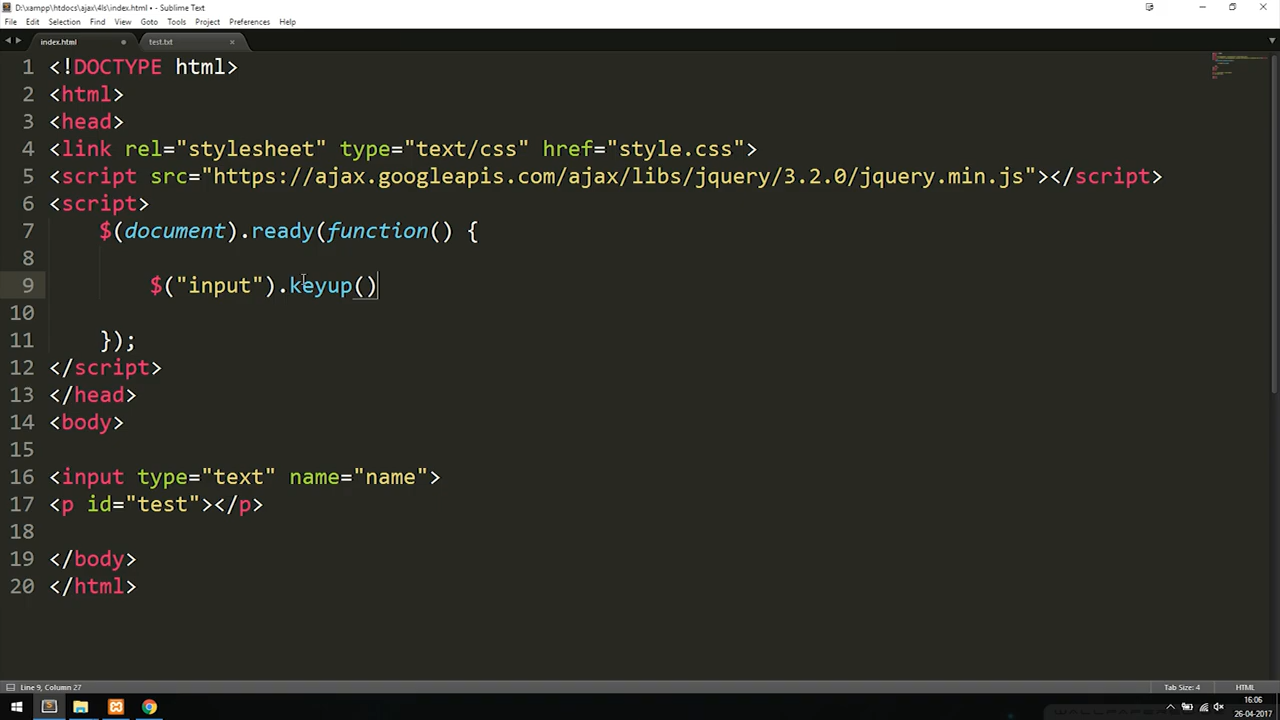 D:\xampp\htdocs\ajax\4ls\index.html • - Sublime Text
File Edit Selection Find View Goto Tools Project Preferences Help
index.html test.txt
1 <!DOCTYPE html>
2 <html>
3 <head>
4 <link rel="stylesheet" type="text/css" href="style.css">
5 <script src="https://ajax.googleapis.com/ajax/libs/jquery/3.2.0/jquery.min.js"></script>
6 <script>
7 $(document).ready(function() {
8
9 $("input").keyup()
10
11 });
12 </script>
13 </head>
14 <body>
15
16 <input type="text" name="name">
17 <p id="test"></p>
18
19 </body>
20 </html>
Line 9, Column 27 Tab Size: 4 HTML
16:06
26-04-2017